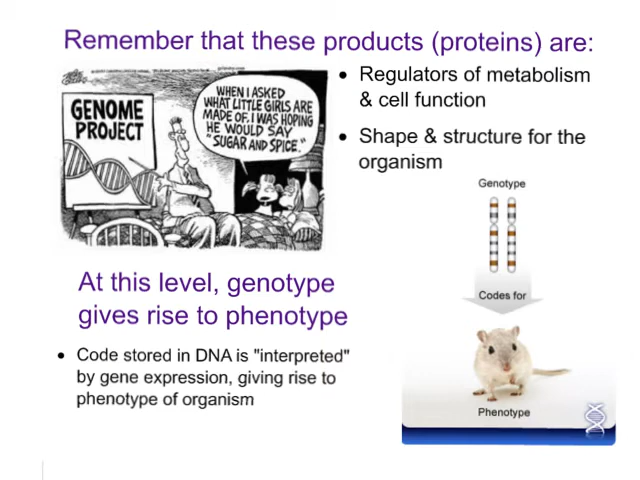 Remember that these products (proteins) are:
GENOME
PROJECT
WHEN I ASKED
WHAT LITTLE GIRLS ARE
MADE OF, I WAS HOPING
HE WOULD SAY
"SUGAR AND SPICE."
• Regulators of metabolism
& cell function
• Shape & structure for the
organism
Genotype
Codes for
Phenotype
At this level, genotype
gives rise to phenotype
• Code stored in DNA is "interpreted"
by gene expression, giving rise to
phenotype of organism